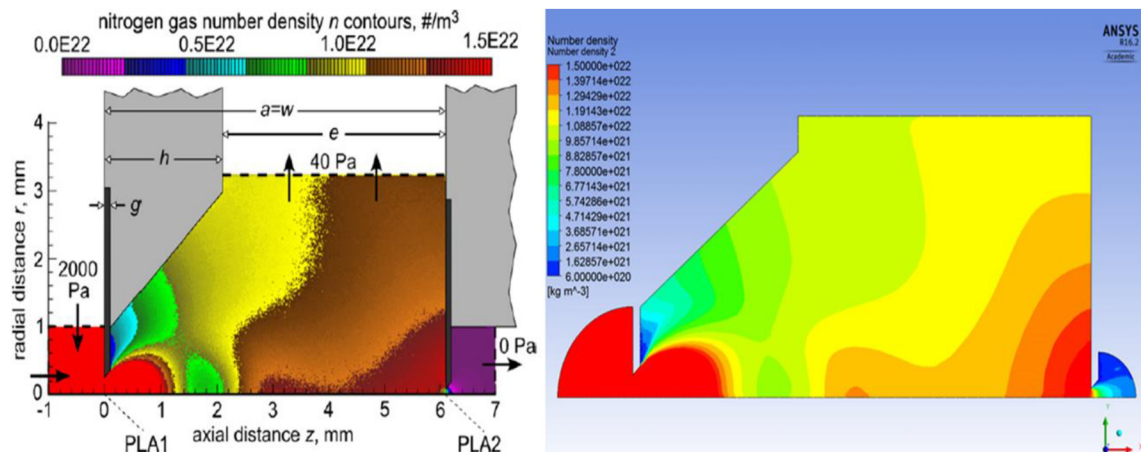 nitrogen gas number density n contours, #/m³
0.0E22 0.5E22 1.0E22 1.5E22
a=w
e
h
40 Pa
g
2000
Pa
0 Pa
4
3
2
1
0
radial distance r, mm
-1 0 1 2 3 4 5 6 7
PLA1 axial distance z, mm PLA2
Number density
Number density 2
1.50000e+022
1.39714e+022
1.29429e+022
1.19143e+022
1.08857e+022
9.85714e+021
8.82857e+021
7.80000e+021
6.77143e+021
5.74286e+021
4.71429e+021
3.68571e+021
2.65714e+021
1.62857e+021
6.00000e+020
[kg m^-3]
ANSYS
R16.2
Academic